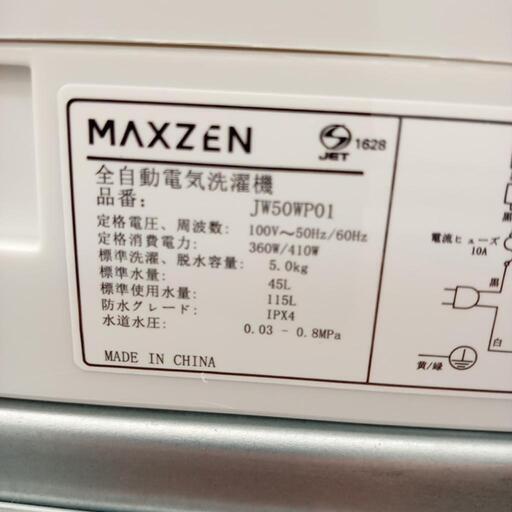 MAXZEN
JET 1628
全自動電気洗濯機
品番: JW50WP01
定格電圧、周波数: 100V～50Hz/60Hz
定格消費電力: 360W/410W
標準洗濯、脱水容量: 5.0kg
標準水量: 45L
標準使用水量: 115L
防水グレード: IPX4
水道水圧: 0.03 - 0.8MPa
MADE IN CHINA
電流ヒューズ
10A
黒
白
黄/緑